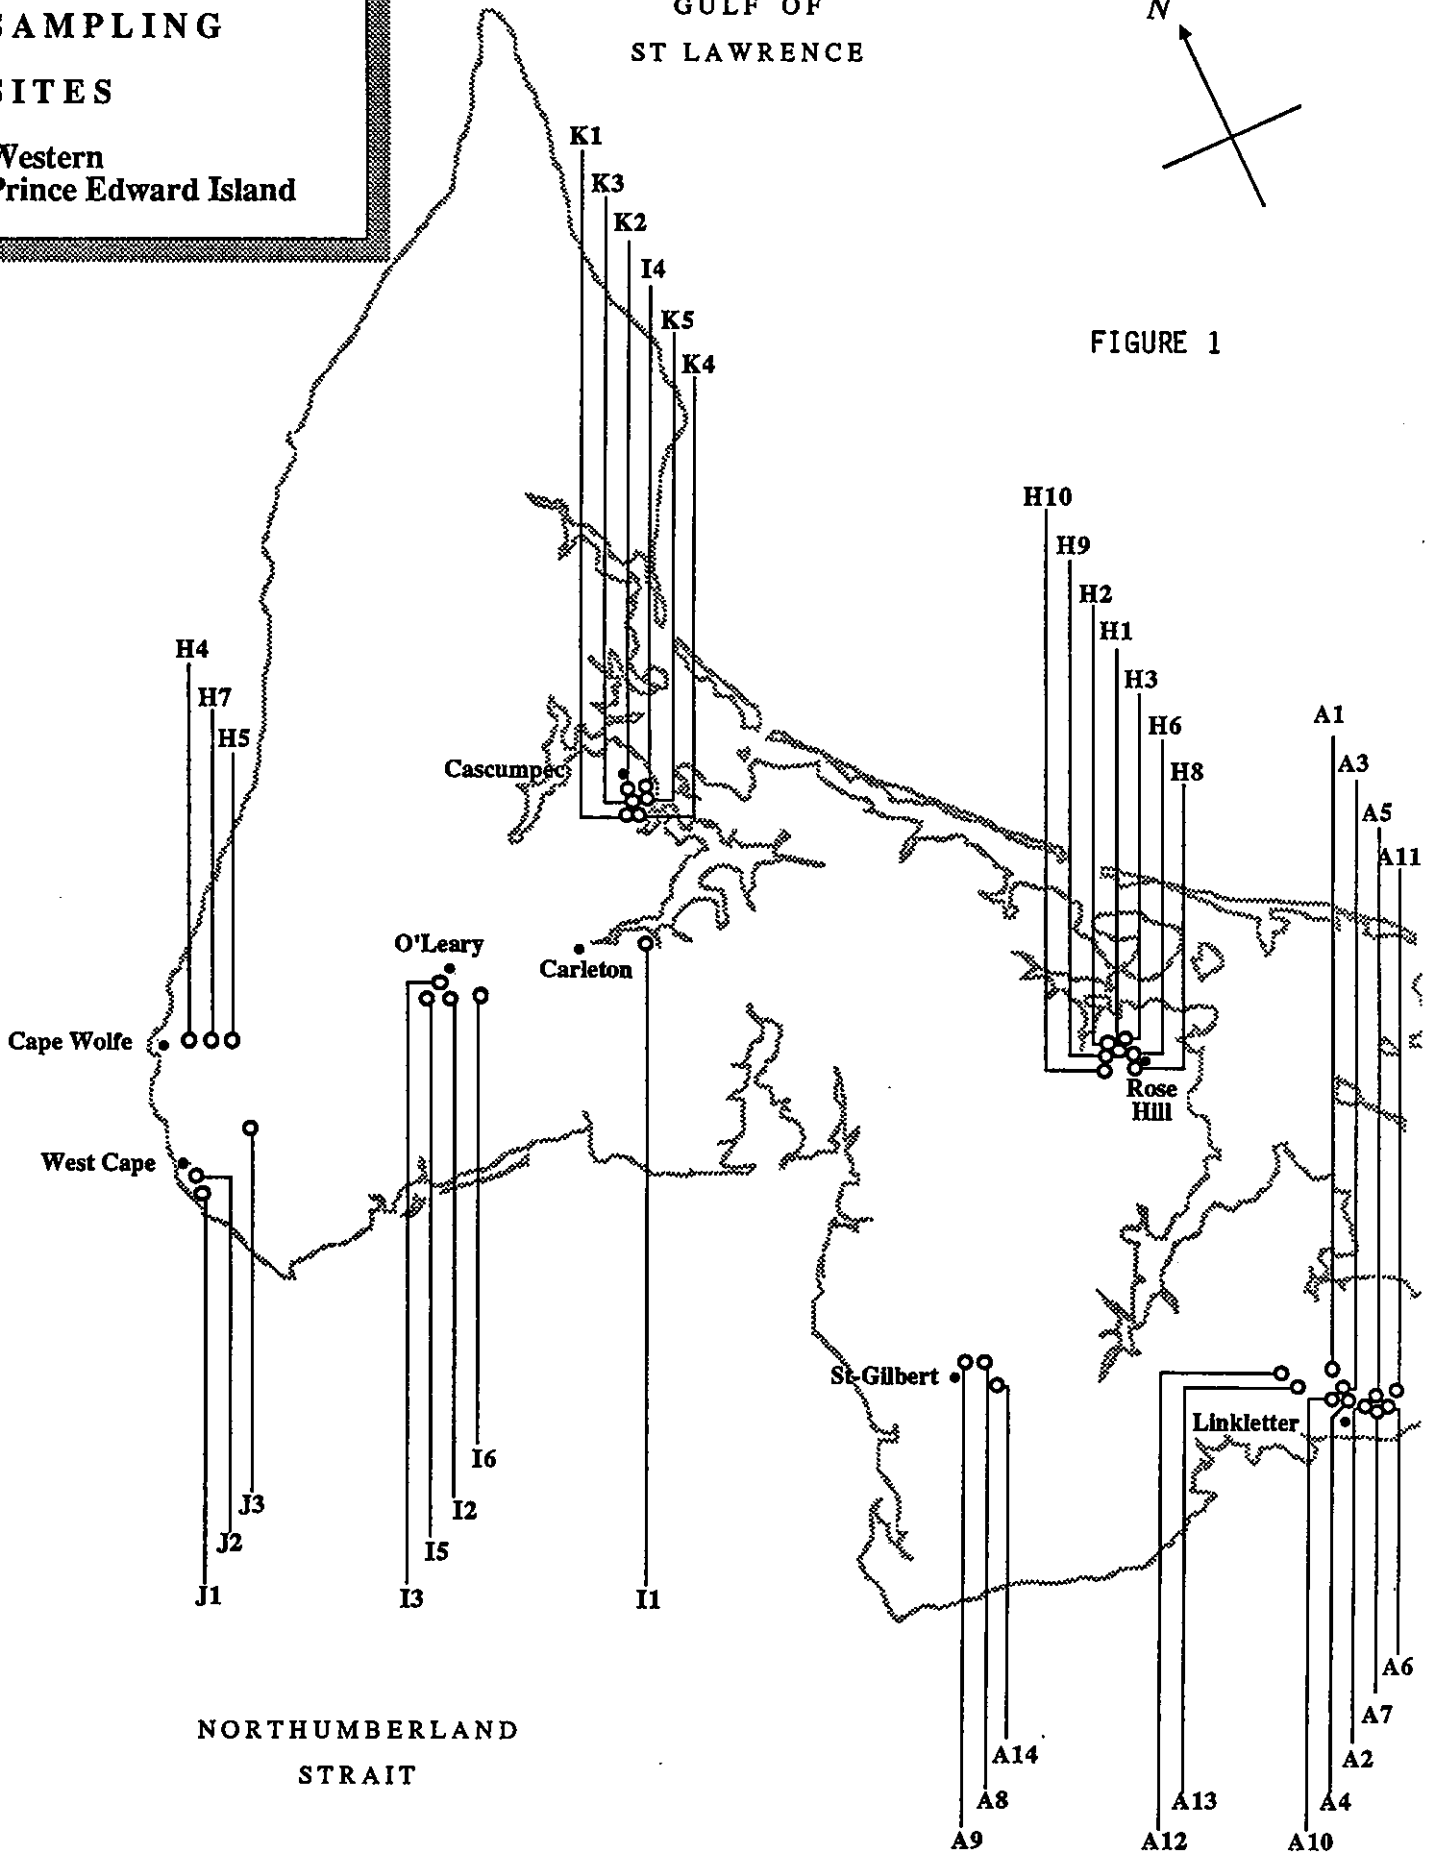 SAMPLING
SITES
Western
Prince Edward Island
GULF OF
ST LAWRENCE
N
FIGURE 1
K1
K3
K2
I4
K5
K4
H10
H9
H2
H1
H3
H6
H8
H4
H7
H5
A1
A3
A5
A11
Cascumpec
O'Leary
Carleton
Cape Wolfe
Rose
Hill
West Cape
St-Gilbert
Linkletter
I6
J3
I2
J2
I5
J1
I3
I1
A6
A7
A14
A2
A8
A13
A4
A9
A12
A10
NORTHUMBERLAND
STRAIT